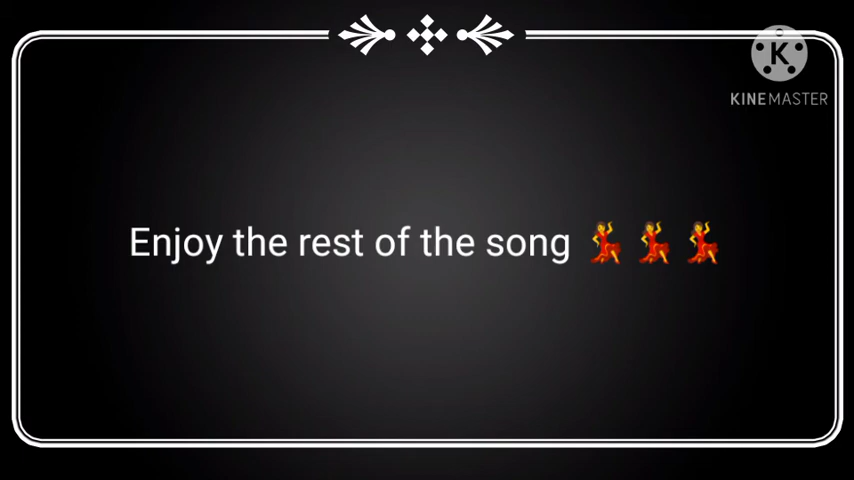 K
KINEMASTER
Enjoy the rest of the song 💃 💃 💃